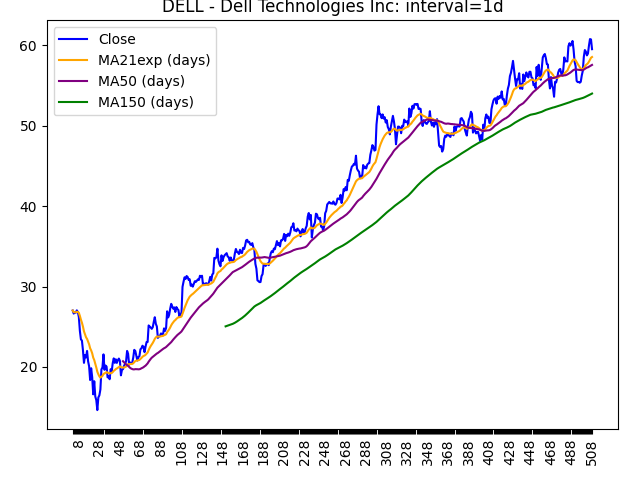 DELL - Dell Technologies Inc: interval=1d
Close
MA21exp (days)
MA50 (days)
MA150 (days)
60
50
40
30
20
8 28 48 68 88 108 128 148 168 188 208 228 248 268 288 308 328 348 368 388 408 428 448 468 488 508